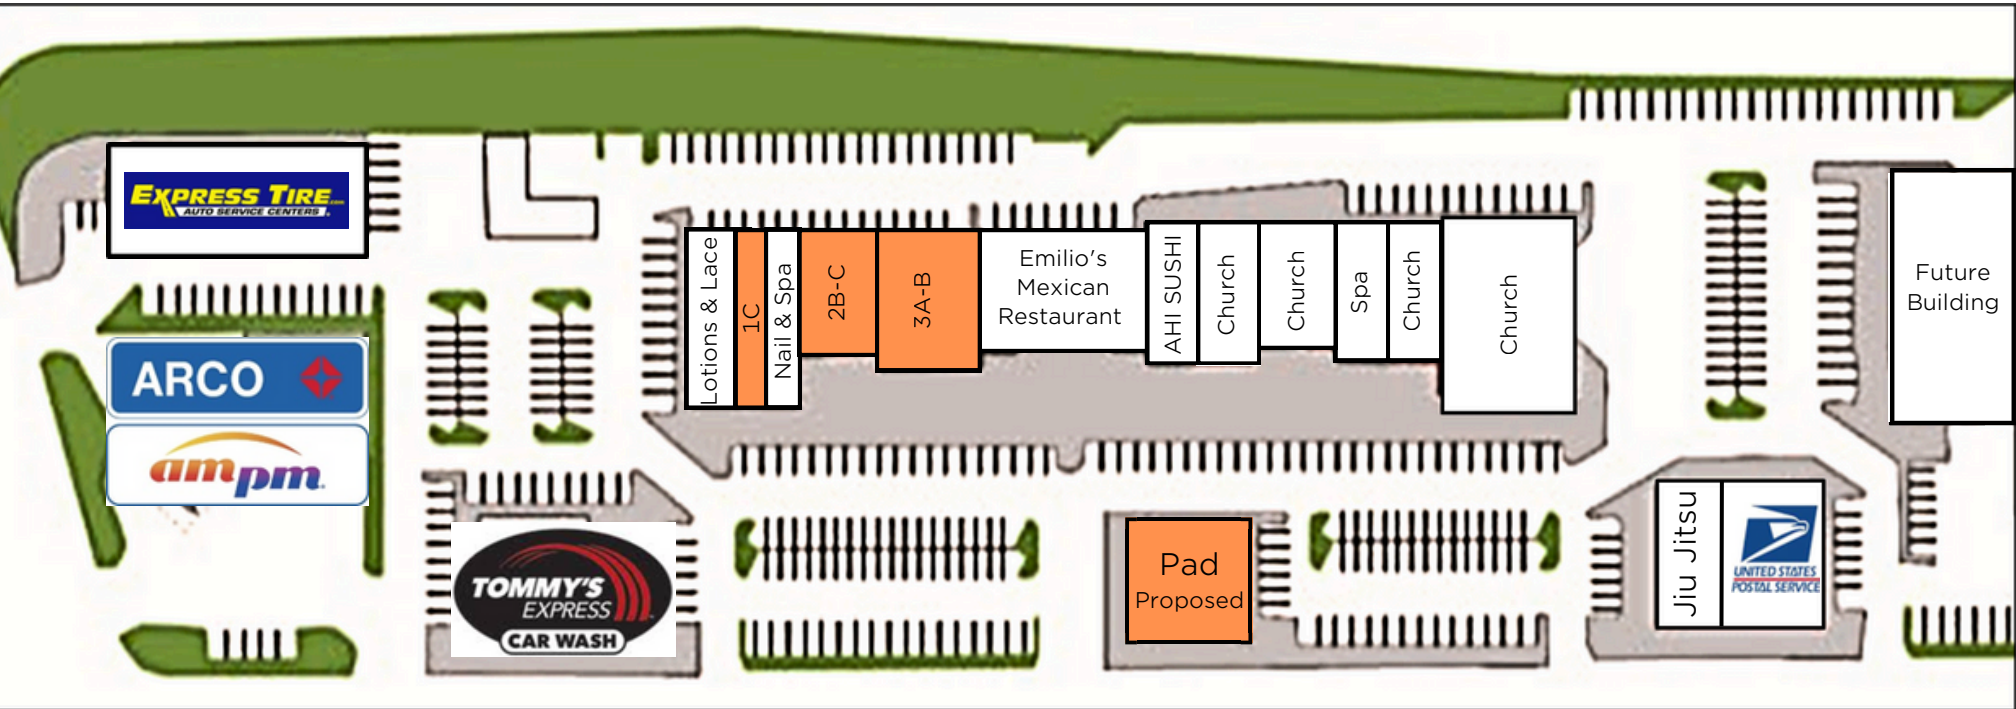 EXPRESS TIRE.com
AUTO SERVICE CENTERS
ARCO
ampm
TOMMY'S
EXPRESS
CAR WASH
Lotions & Lace
1C
Nail & Spa
2B-C
3A-B
Emilio's
Mexican
Restaurant
AHI SUSHI
Church
Church
Spa
Church
Church
Pad
Proposed
Jiu Jitsu
UNITED STATES
POSTAL SERVICE
Future
Building